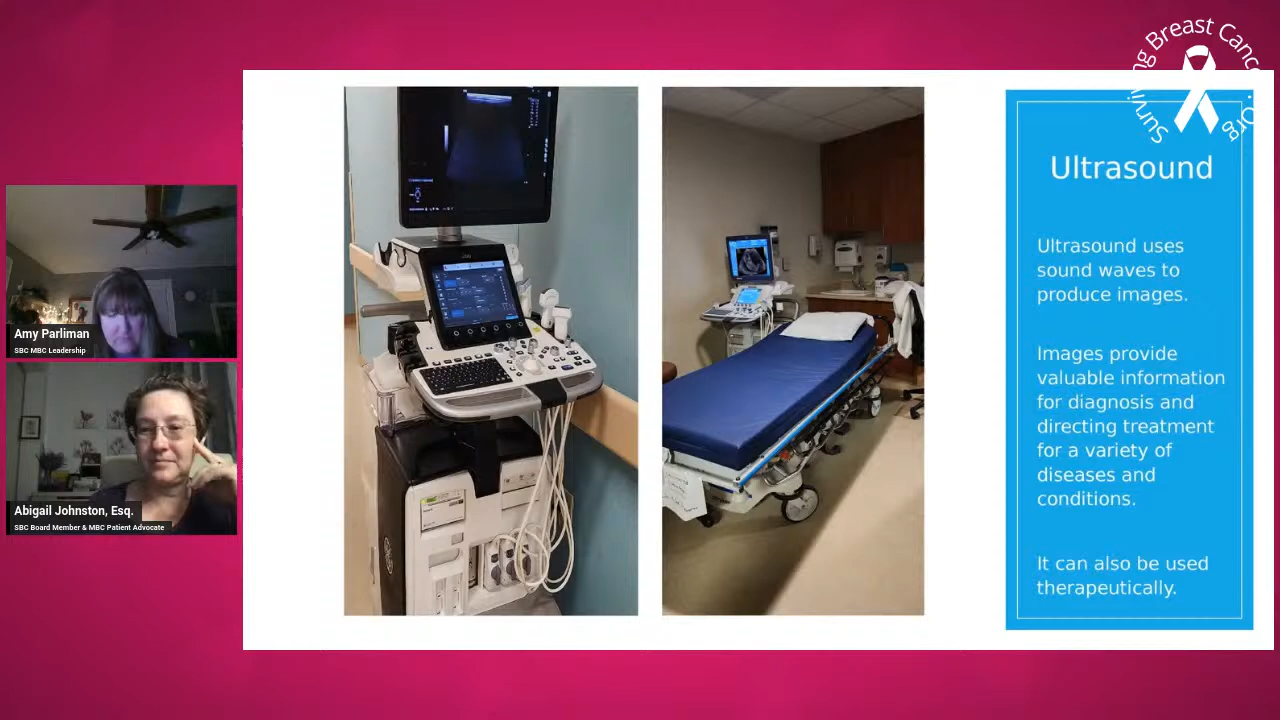 Surviving Breast Cancer.Org
Ultrasound
Ultrasound uses
sound waves to
produce images.
Images provide
valuable information
for diagnosis and
directing treatment
for a variety of
diseases and
conditions.
It can also be used
therapeutically.
Amy Parliman
SBC MBC Leadership
Abigail Johnston, Esq.
SBC Board Member & MBC Patient Advocate